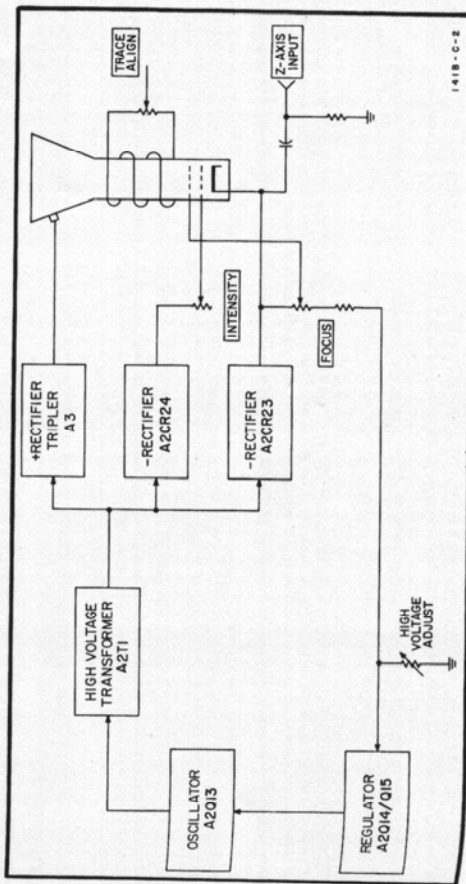 OSCILLATOR
A2Q13
REGULATOR
A2Q14/Q15
HIGH VOLTAGE
TRANSFORMER
A2T1
HIGH
VOLTAGE
ADJUST
+RECTIFIER
TRIPLER
A3
-RECTIFIER
A2CR24
-RECTIFIER
A2CR23
INTENSITY
FOCUS
TRACE
ALIGN
Z-AXIS
INPUT
141B-C-2